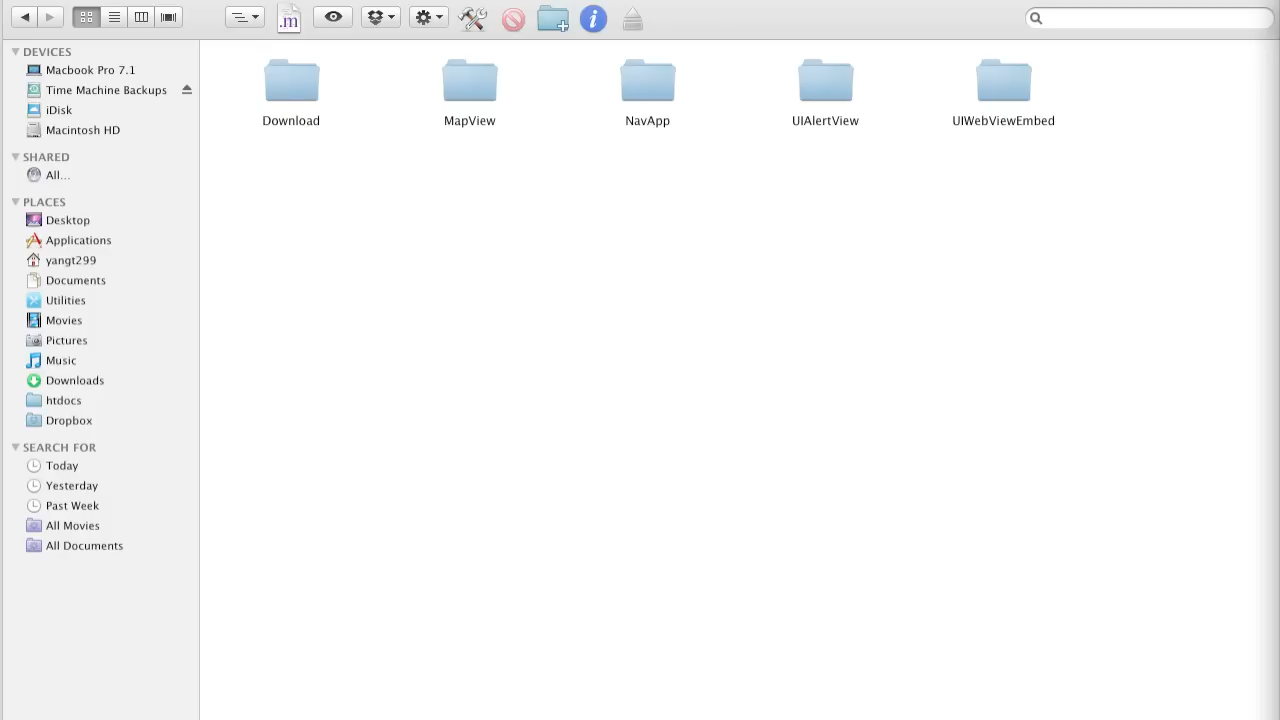 .m
DEVICES
Macbook Pro 7.1
Time Machine Backups
iDisk
Macintosh HD
SHARED
All...
PLACES
Desktop
Applications
yangt299
Documents
Utilities
Movies
Pictures
Music
Downloads
htdocs
Dropbox
SEARCH FOR
Today
Yesterday
Past Week
All Movies
All Documents
Download
MapView
NavApp
UIAlertView
UIWebViewEmbed